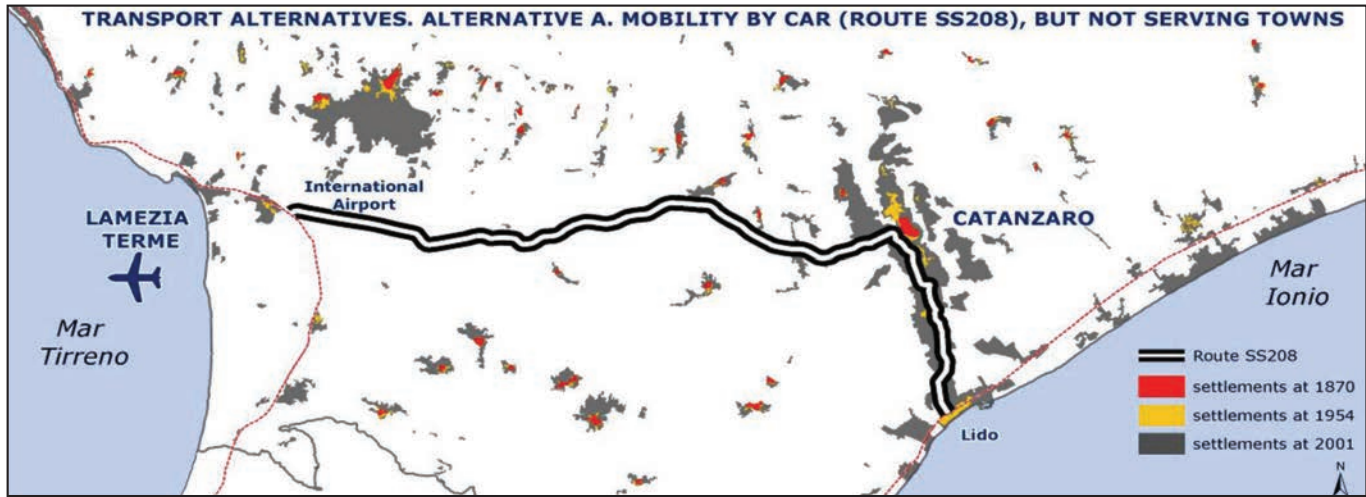 TRANSPORT ALTERNATIVES. ALTERNATIVE A. MOBILITY BY CAR (ROUTE SS208), BUT NOT SERVING TOWNS
International
Airport
LAMEZIA
TERME
CATANZARO
Mar
Tirreno
Mar
Ionio
Lido
Route SS208
settlements at 1870
settlements at 1954
settlements at 2001
N